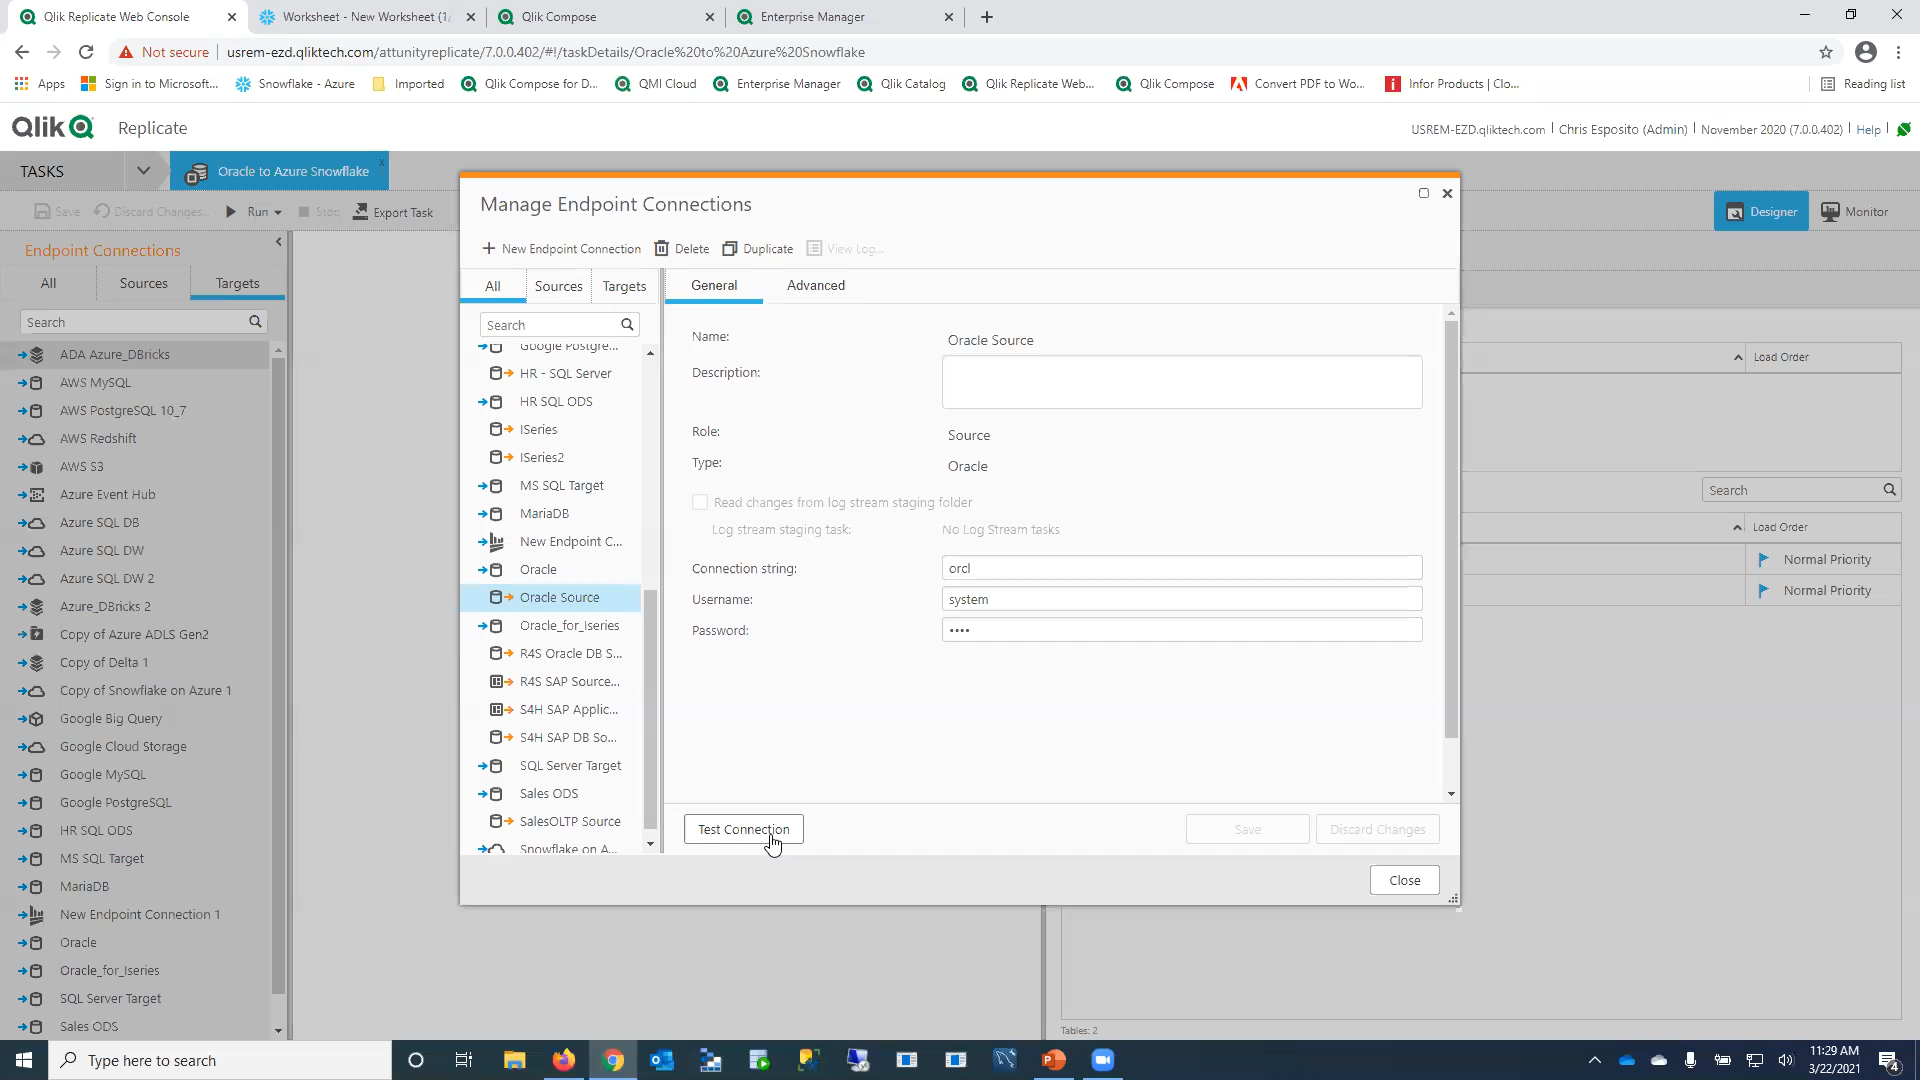 Qlik Replicate Web Console
Worksheet - New Worksheet (1/
Qlik Compose
Enterprise Manager
Not secure
usrem-ezd.qliktech.com/attunityreplicate/7.0.0.402/#!/taskDetails/Oracle%20to%20Azure%20Snowflake
Apps
Sign in to Microsoft...
Snowflake - Azure
Imported
Qlik Compose for D...
QMI Cloud
Enterprise Manager
Qlik Catalog
Qlik Replicate Web...
Qlik Compose
Convert PDF to Wo...
Infor Products | Clo...
Reading list
Qlik
Replicate
USREM-EZD.qliktech.com
Chris Esposito (Admin)
November 2020 (7.0.0.402)
Help
TASKS
Oracle to Azure Snowflake
x
Save
Discard Changes...
Run
Stop
Export Task
Designer
Monitor
Endpoint Connections
All
Sources
Targets
Search
ADA Azure_DBricks
AWS MySQL
AWS PostgreSQL 10_7
AWS Redshift
AWS S3
Azure Event Hub
Azure SQL DB
Azure SQL DW
Azure SQL DW 2
Azure_DBricks 2
Copy of Azure ADLS Gen2
Copy of Delta 1
Copy of Snowflake on Azure 1
Google Big Query
Google Cloud Storage
Google MySQL
Google PostgreSQL
HR SQL ODS
MS SQL Target
MariaDB
New Endpoint Connection 1
Oracle
Oracle_for_Iseries
SQL Server Target
Sales ODS
Manage Endpoint Connections
New Endpoint Connection
Delete
Duplicate
View Log...
All
Sources
Targets
Search
Google Postgre...
HR - SQL Server
HR SQL ODS
ISeries
ISeries2
MS SQL Target
MariaDB
New Endpoint C...
Oracle
Oracle Source
Oracle_for_Iseries
R4S Oracle DB S...
R4S SAP Source...
S4H SAP Applic...
S4H SAP DB So...
SQL Server Target
Sales ODS
SalesOLTP Source
Snowflake on A...
General
Advanced
Name:
Oracle Source
Description:
Role:
Source
Type:
Oracle
Read changes from log stream staging folder
Log stream staging task:
No Log Stream tasks
Connection string:
orcl
Username:
system
Password:
••••
Test Connection
Save
Discard Changes
Close
Load Order
Search
Load Order
Normal Priority
Normal Priority
Tables: 2
Type here to search
11:29 AM
3/22/2021
4